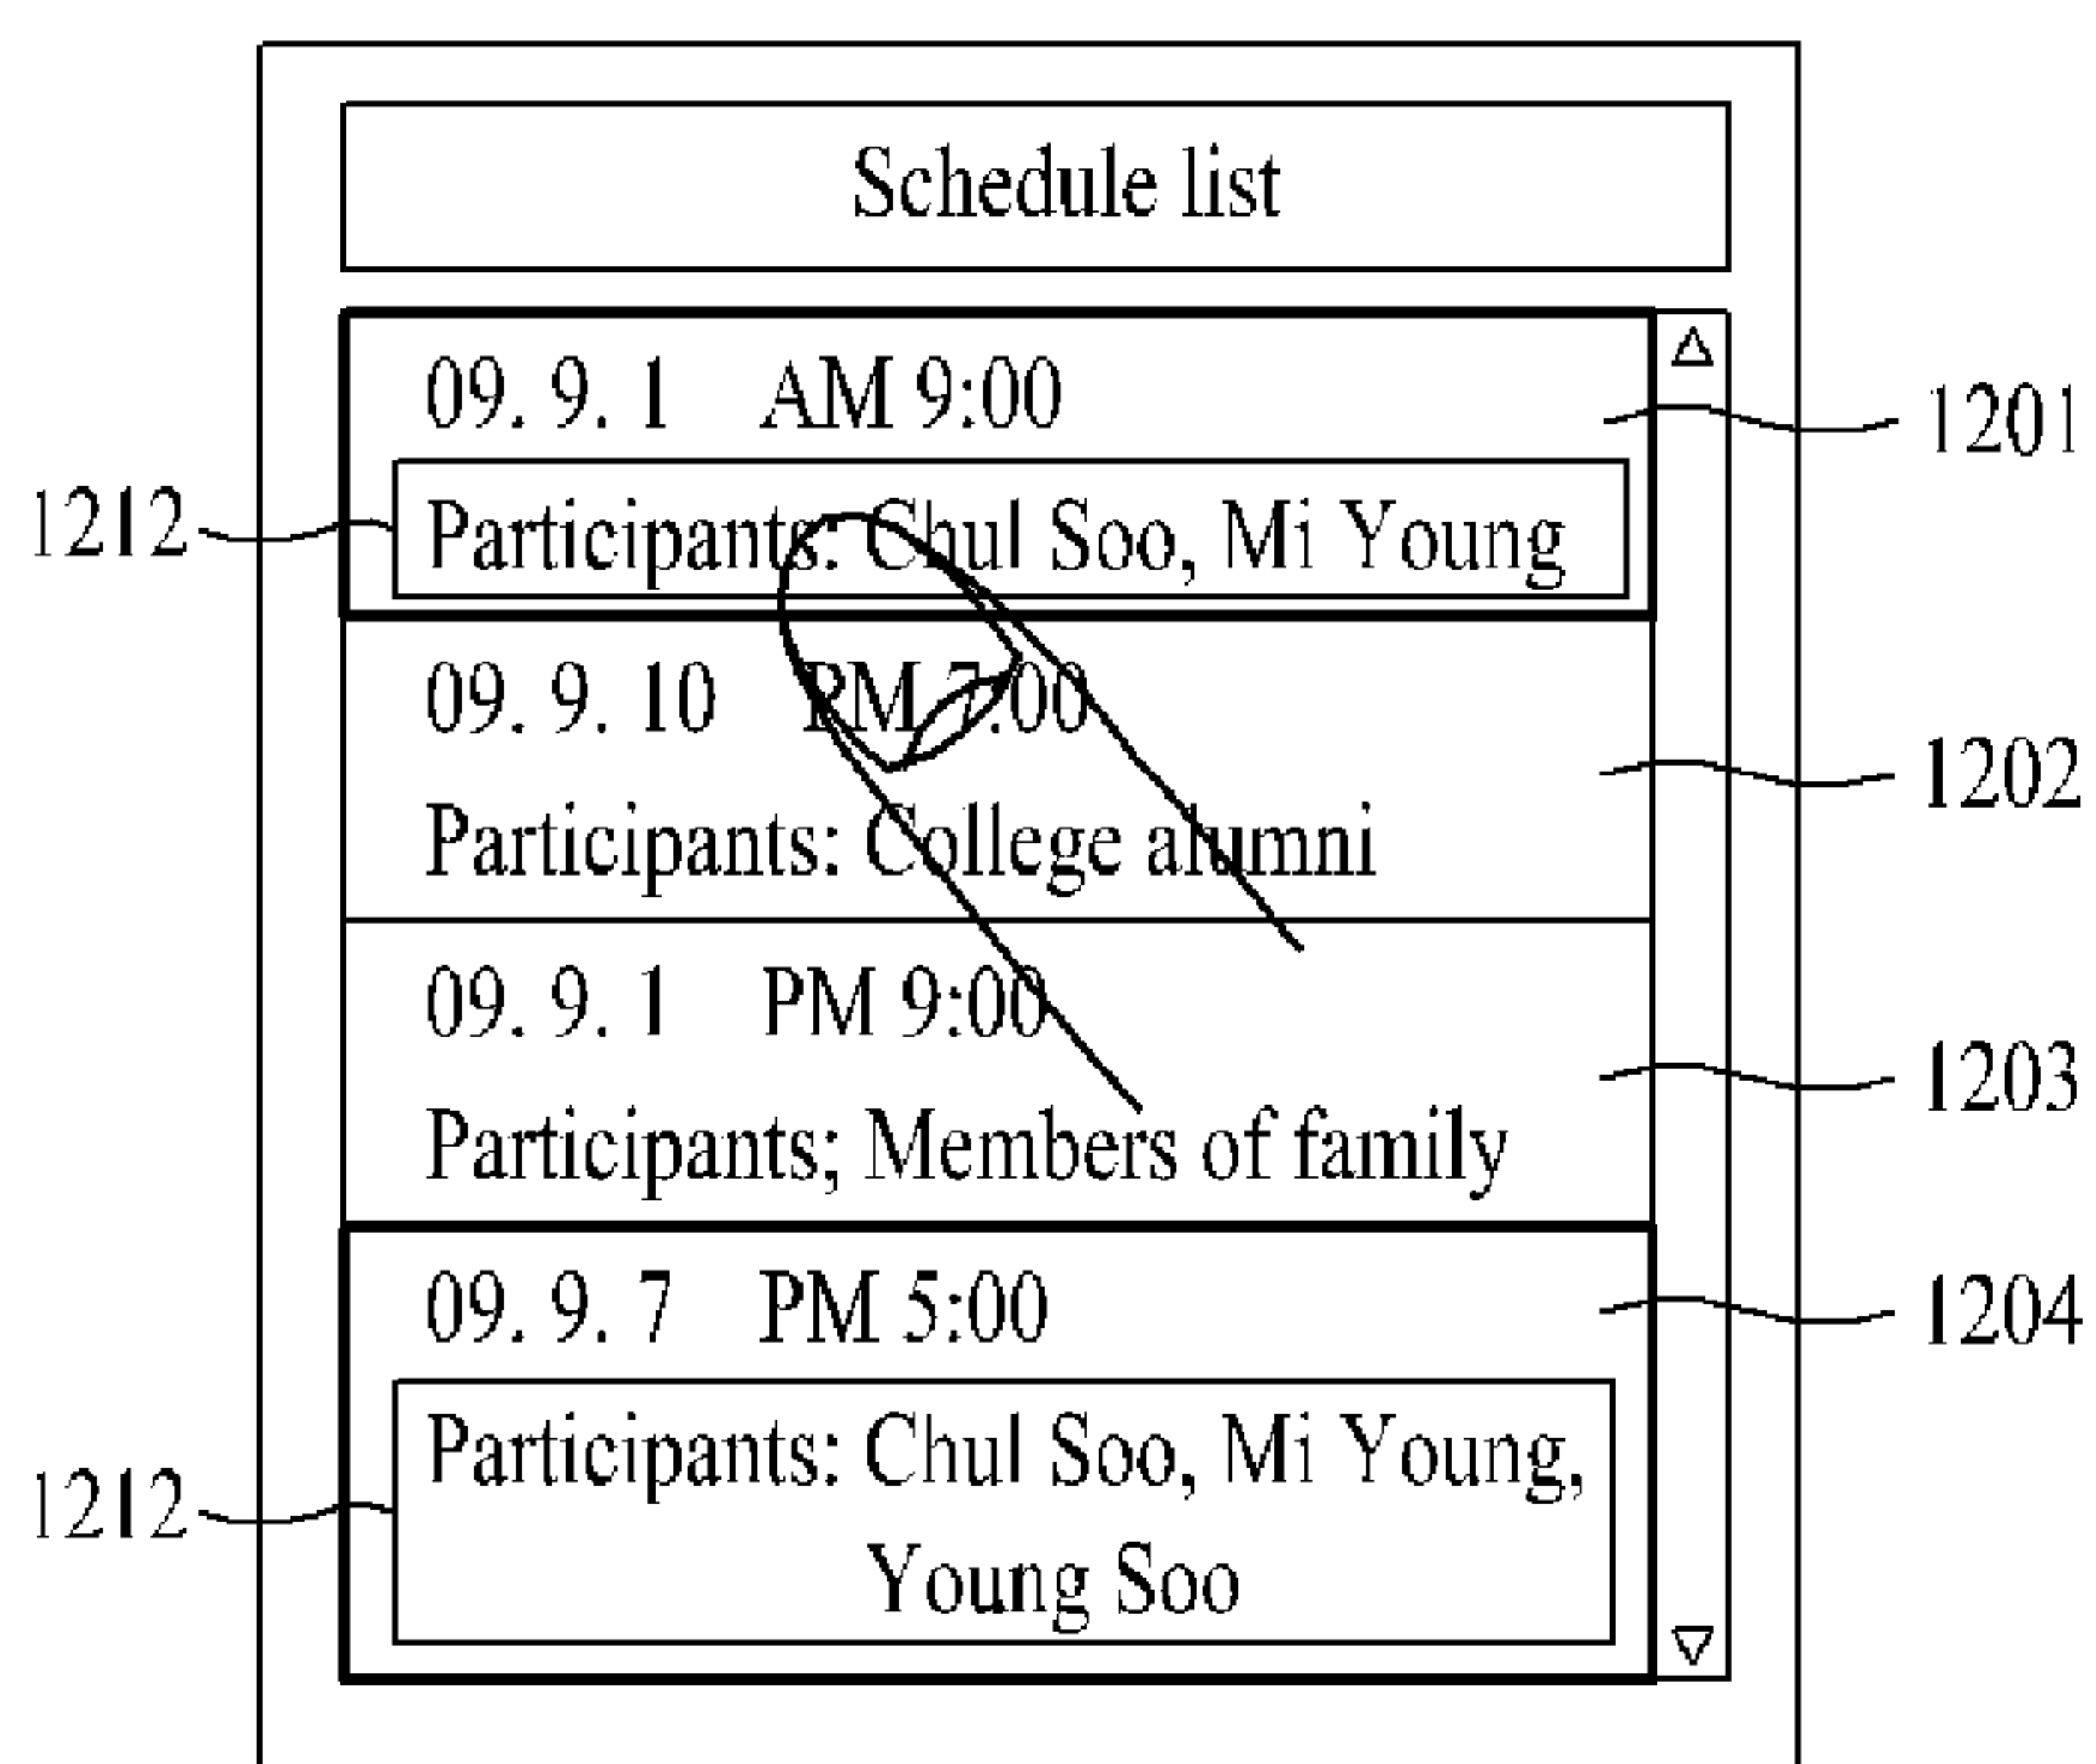 Schedule list
09. 9. 1 AM 9:00
1201
1212
Participants: Chul Soo, Mi Young
09. 9. 10 PM 7:00
1202
Participants: College alumni
09. 9. 1 PM 9:00
1203
Participants; Members of family
09. 9. 7 PM 5:00
1204
Participants: Chul Soo, Mi Young,
1212
Young Soo